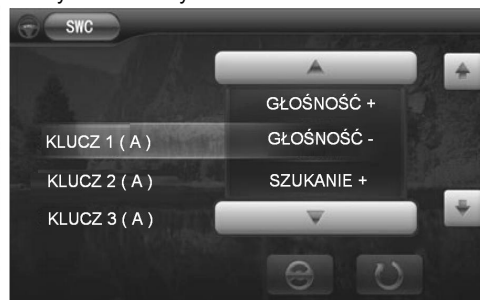 SWC
GŁOŚNOŚĆ +
KLUCZ 1 ( A ) GŁOŚNOŚĆ -
KLUCZ 2 ( A ) SZUKANIE +
KLUCZ 3 ( A )